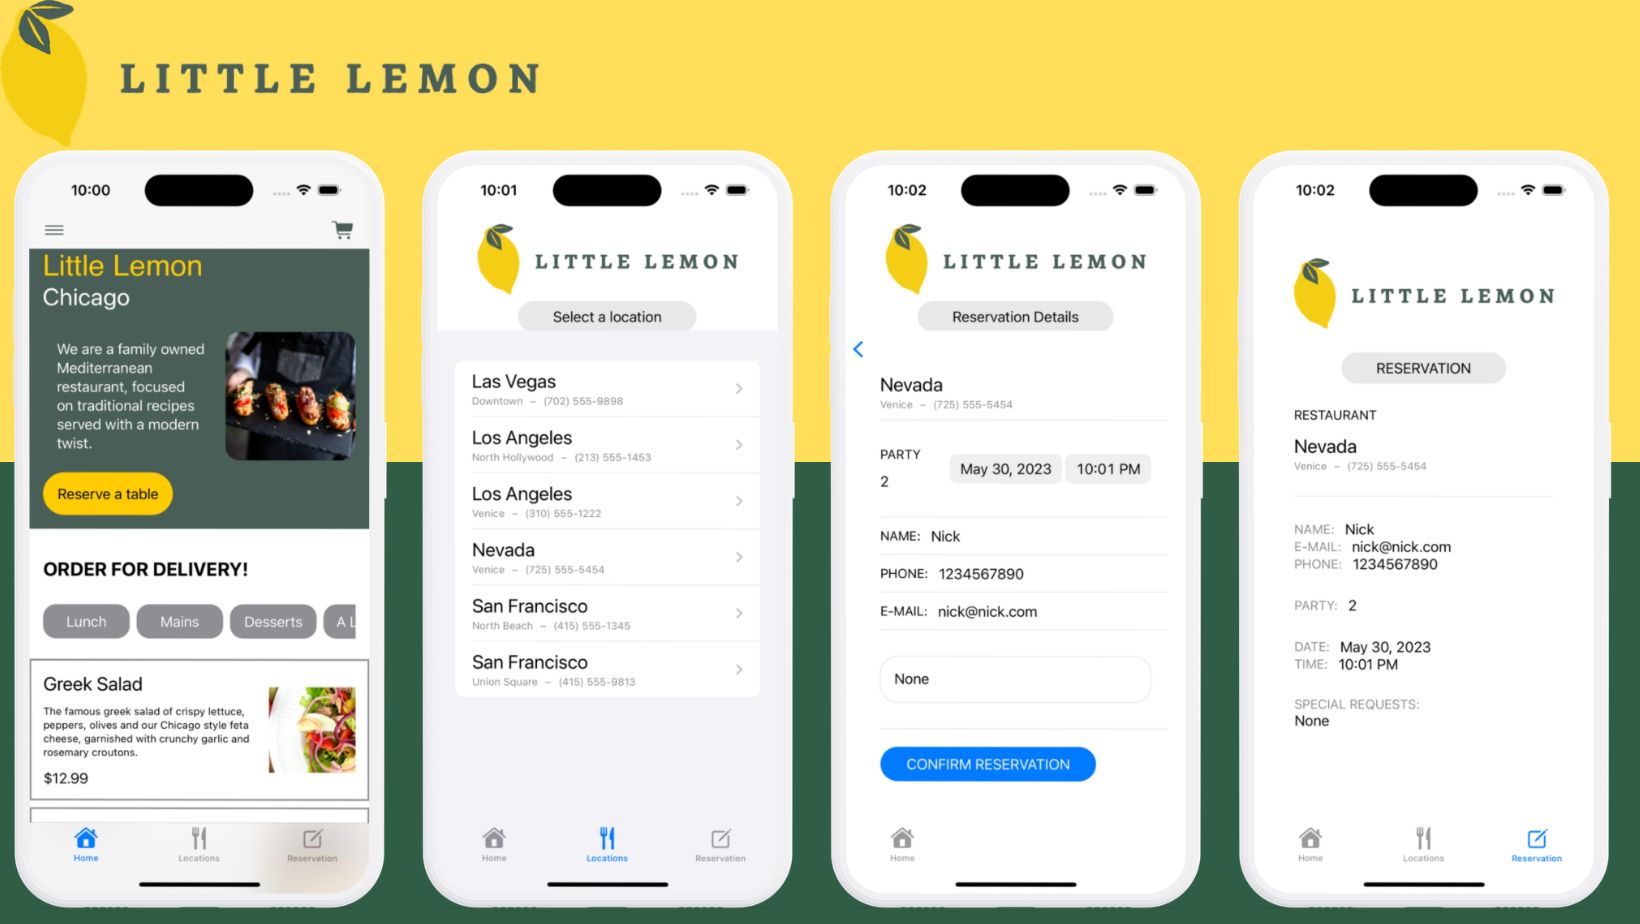 LITTLE LEMON
10:00
Little Lemon
Chicago
We are a family owned
Mediterranean
restaurant, focused
on traditional recipes
served with a modern
twist.
Reserve a table
ORDER FOR DELIVERY!
Lunch Mains Desserts A L
Greek Salad
The famous greek salad of crispy lettuce,
peppers, olives and our Chicago style feta
cheese, garnished with crunchy garlic and
rosemary croutons.
$12.99
Home Locations Reservation
10:01
LITTLE LEMON
Select a location
Las Vegas
Downtown – (702) 555-9898
Los Angeles
North Hollywood – (213) 555-1453
Los Angeles
Venice – (310) 555-1222
Nevada
Venice – (725) 555-5454
San Francisco
North Beach – (415) 555-1345
San Francisco
Union Square – (415) 555-9813
Home Locations Reservation
10:02
LITTLE LEMON
Reservation Details
Nevada
Venice – (725) 555-5454
PARTY
2
May 30, 2023 10:01 PM
NAME: Nick
PHONE: 1234567890
E-MAIL: nick@nick.com
None
CONFIRM RESERVATION
Home
10:02
LITTLE LEMON
RESERVATION
RESTAURANT
Nevada
Venice – (725) 555-5454
NAME: Nick
E-MAIL: nick@nick.com
PHONE: 1234567890
PARTY: 2
DATE: May 30, 2023
TIME: 10:01 PM
SPECIAL REQUESTS:
None
Home Locations Reservation